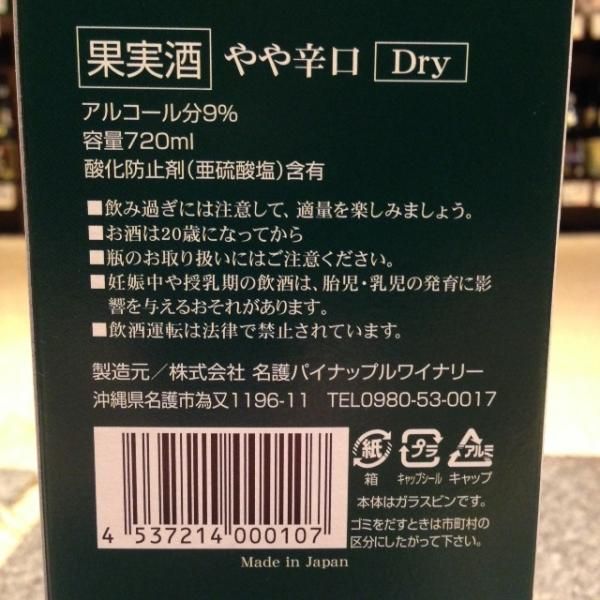 果実酒 やや辛口 Dry
アルコール分9%
容量720ml
酸化防止剤(亜硫酸塩)含有
■飲み過ぎには注意して、適量を楽しみましょう。
■お酒は20歳になってから
■瓶のお取り扱いにはご注意ください。
■妊娠中や授乳期の飲酒は、胎児・乳児の発育に影
響を与えるおそれがあります。
■飲酒運転は法律で禁止されています。
製造元/株式会社 名護パイナップルワイナリー
沖縄県名護市為又1196-11 TEL0980-53-0017
紙 プラ アルミ
箱 キャップシール キャップ
本体はガラスビンです。
ゴミをだすときは市町村の
区分にしたがって下さい。
4 537214 000107
Made in Japan